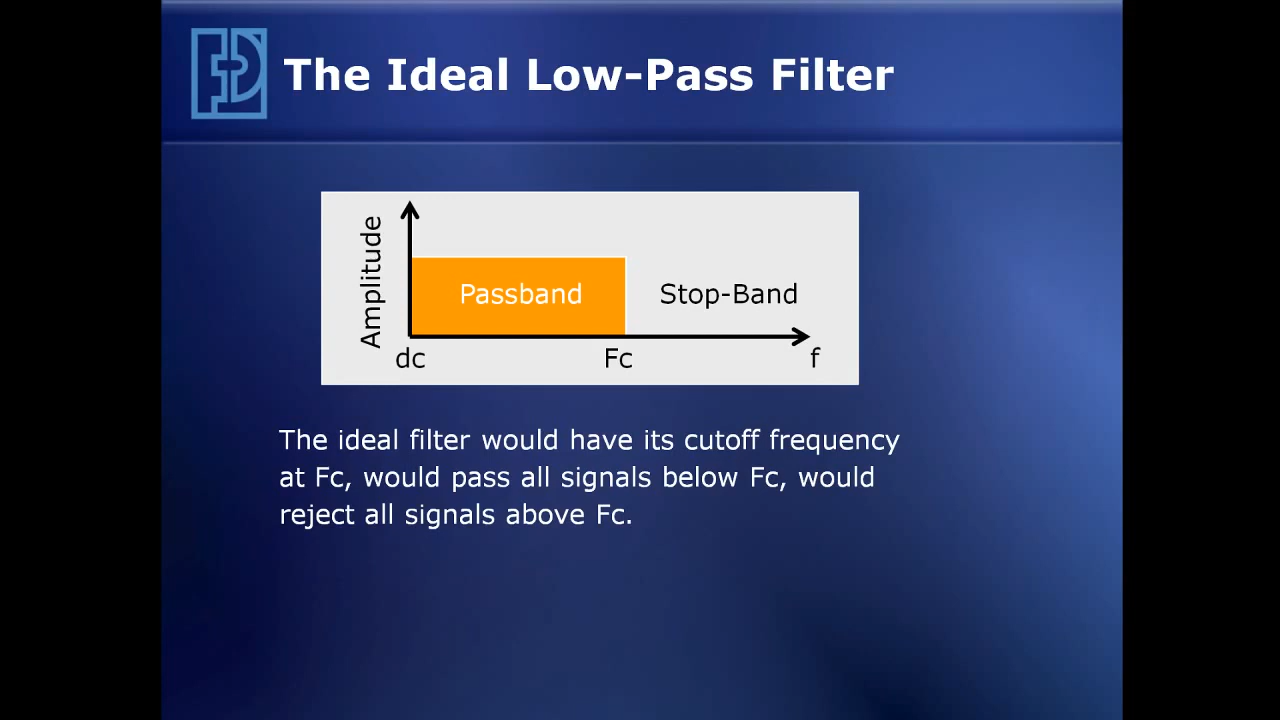 The Ideal Low-Pass Filter
Amplitude
Passband
Stop-Band
dc
Fc
f
The ideal filter would have its cutoff frequency
at Fc, would pass all signals below Fc, would
reject all signals above Fc.